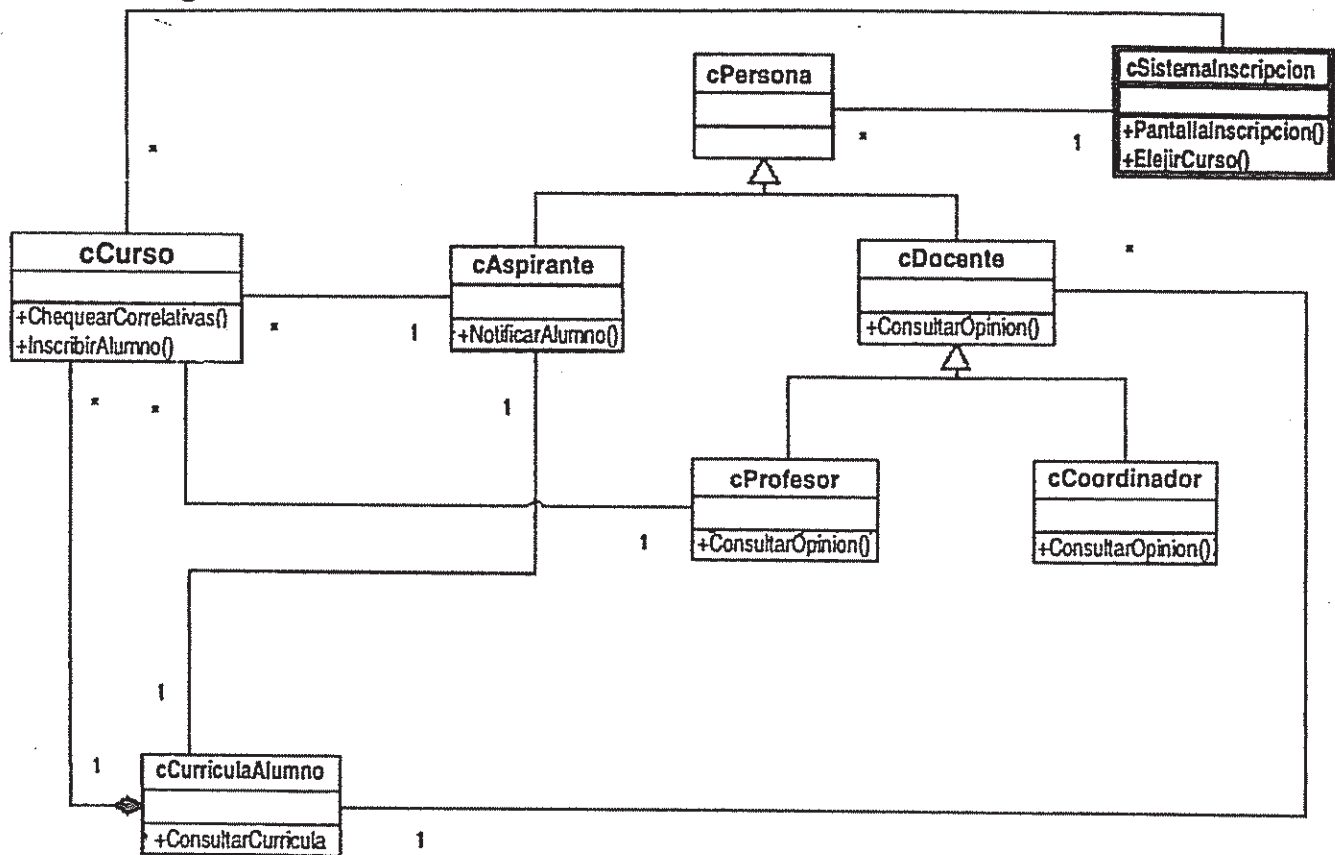 cPersona
cSistemaInscripcion
+PantallaInscripcion()
+ElejirCurso()
*
1
*
cCurso
+ChequearCorrelativas()
+InscribirAlumno()
cAspirante
+NotificarAlumno()
cDocente
+ConsultarOpinion()
*
*
1
*
*
1
cProfesor
+ConsultarOpinion()
cCoordinador
+ConsultarOpinion()
1
1
1
cCurriculaAlumno
+ConsultarCurricula
1